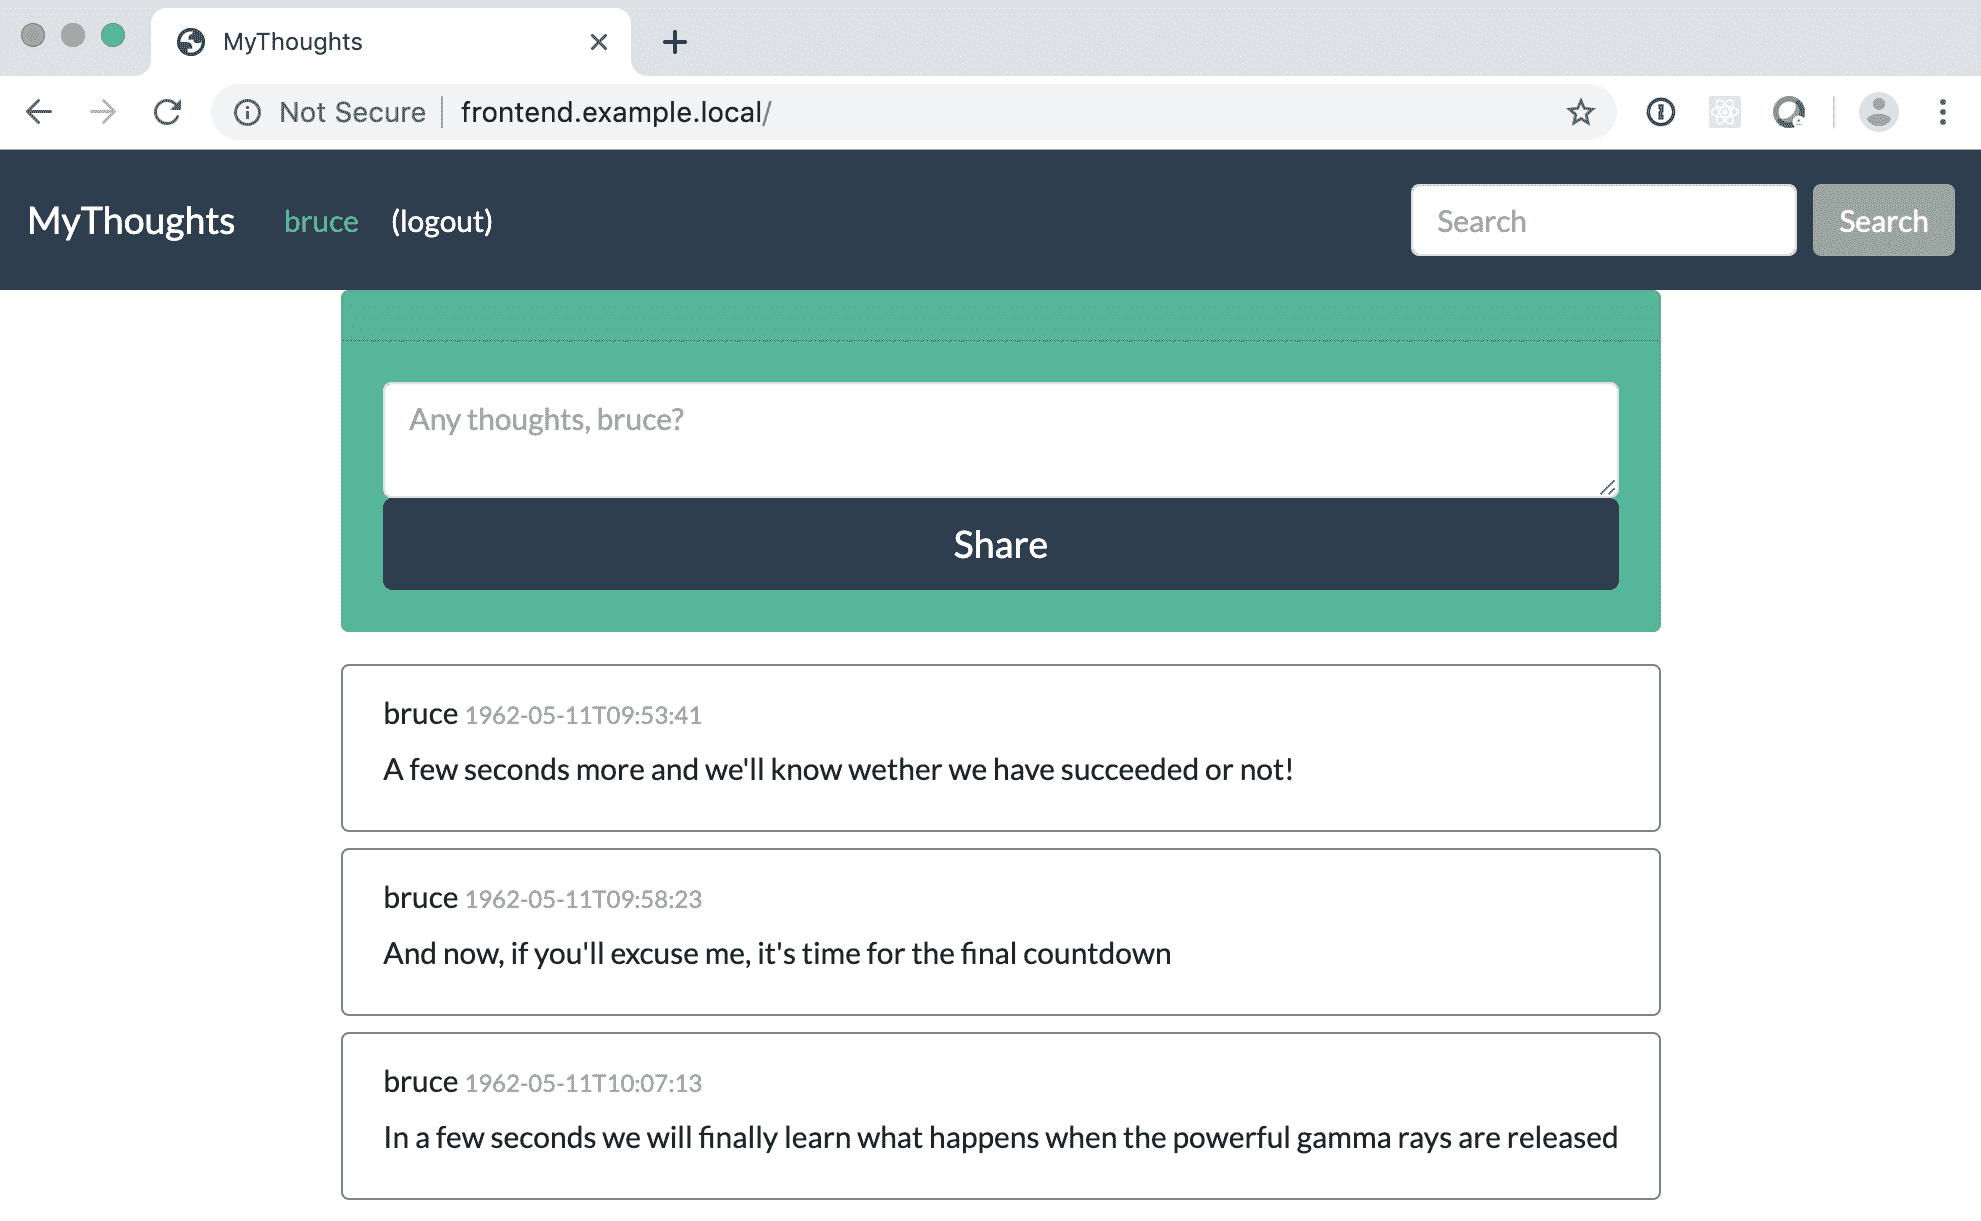 MyThoughts
Not Secure frontend.example.local/
MyThoughts bruce (logout) Search Search
Any thoughts, bruce?
Share
bruce 1962-05-11T09:53:41
A few seconds more and we'll know wether we have succeeded or not!
bruce 1962-05-11T09:58:23
And now, if you'll excuse me, it's time for the final countdown
bruce 1962-05-11T10:07:13
In a few seconds we will finally learn what happens when the powerful gamma rays are released